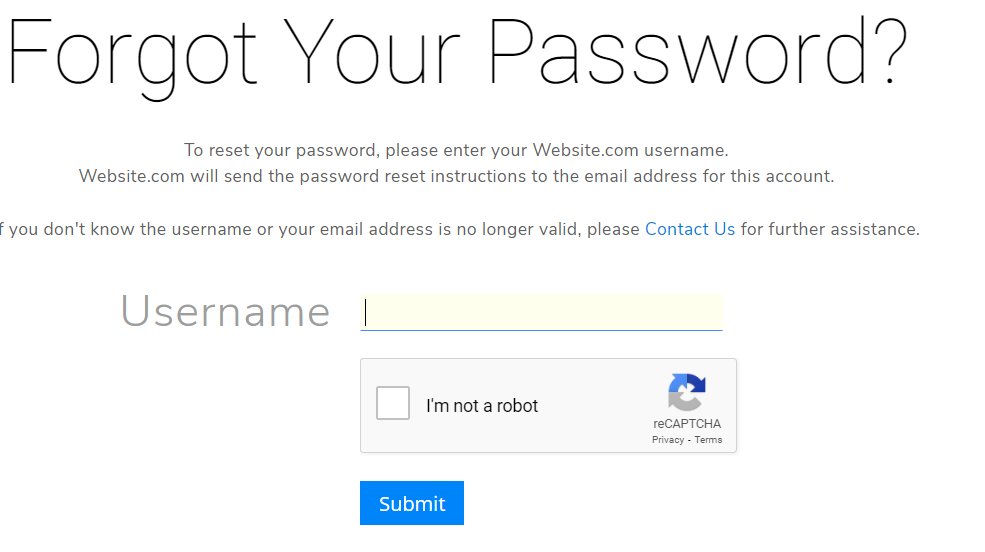 Forgot Your Password?
To reset your password, please enter your Website.com username.
Website.com will send the password reset instructions to the email address for this account.
f you don't know the username or your email address is no longer valid, please Contact Us for further assistance.
Username
I'm not a robot
reCAPTCHA
Privacy - Terms
Submit